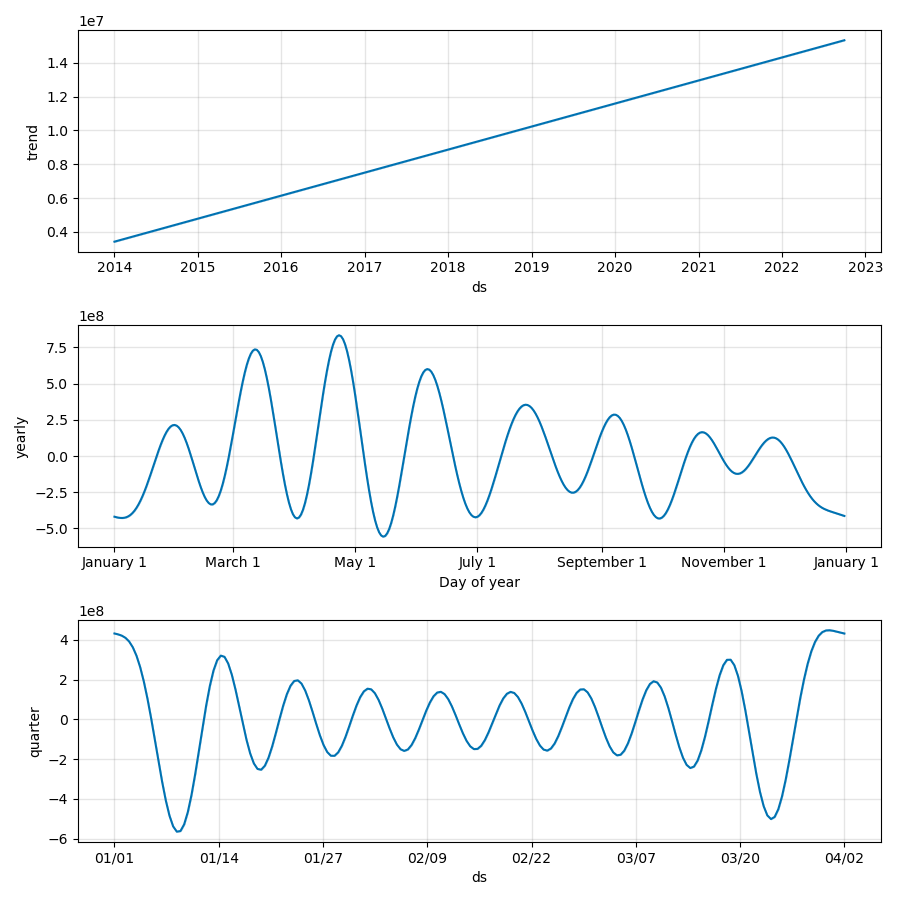 1e7
1.4
1.2
1.0
0.8
0.6
0.4
trend
2014 2015 2016 2017 2018 2019 2020 2021 2022 2023
ds
1e8
7.5
5.0
2.5
0.0
−2.5
−5.0
yearly
January 1 March 1 May 1 July 1 September 1 November 1 January 1
Day of year
1e8
4
2
0
−2
−4
−6
quarter
01/01 01/14 01/27 02/09 02/22 03/07 03/20 04/02
ds